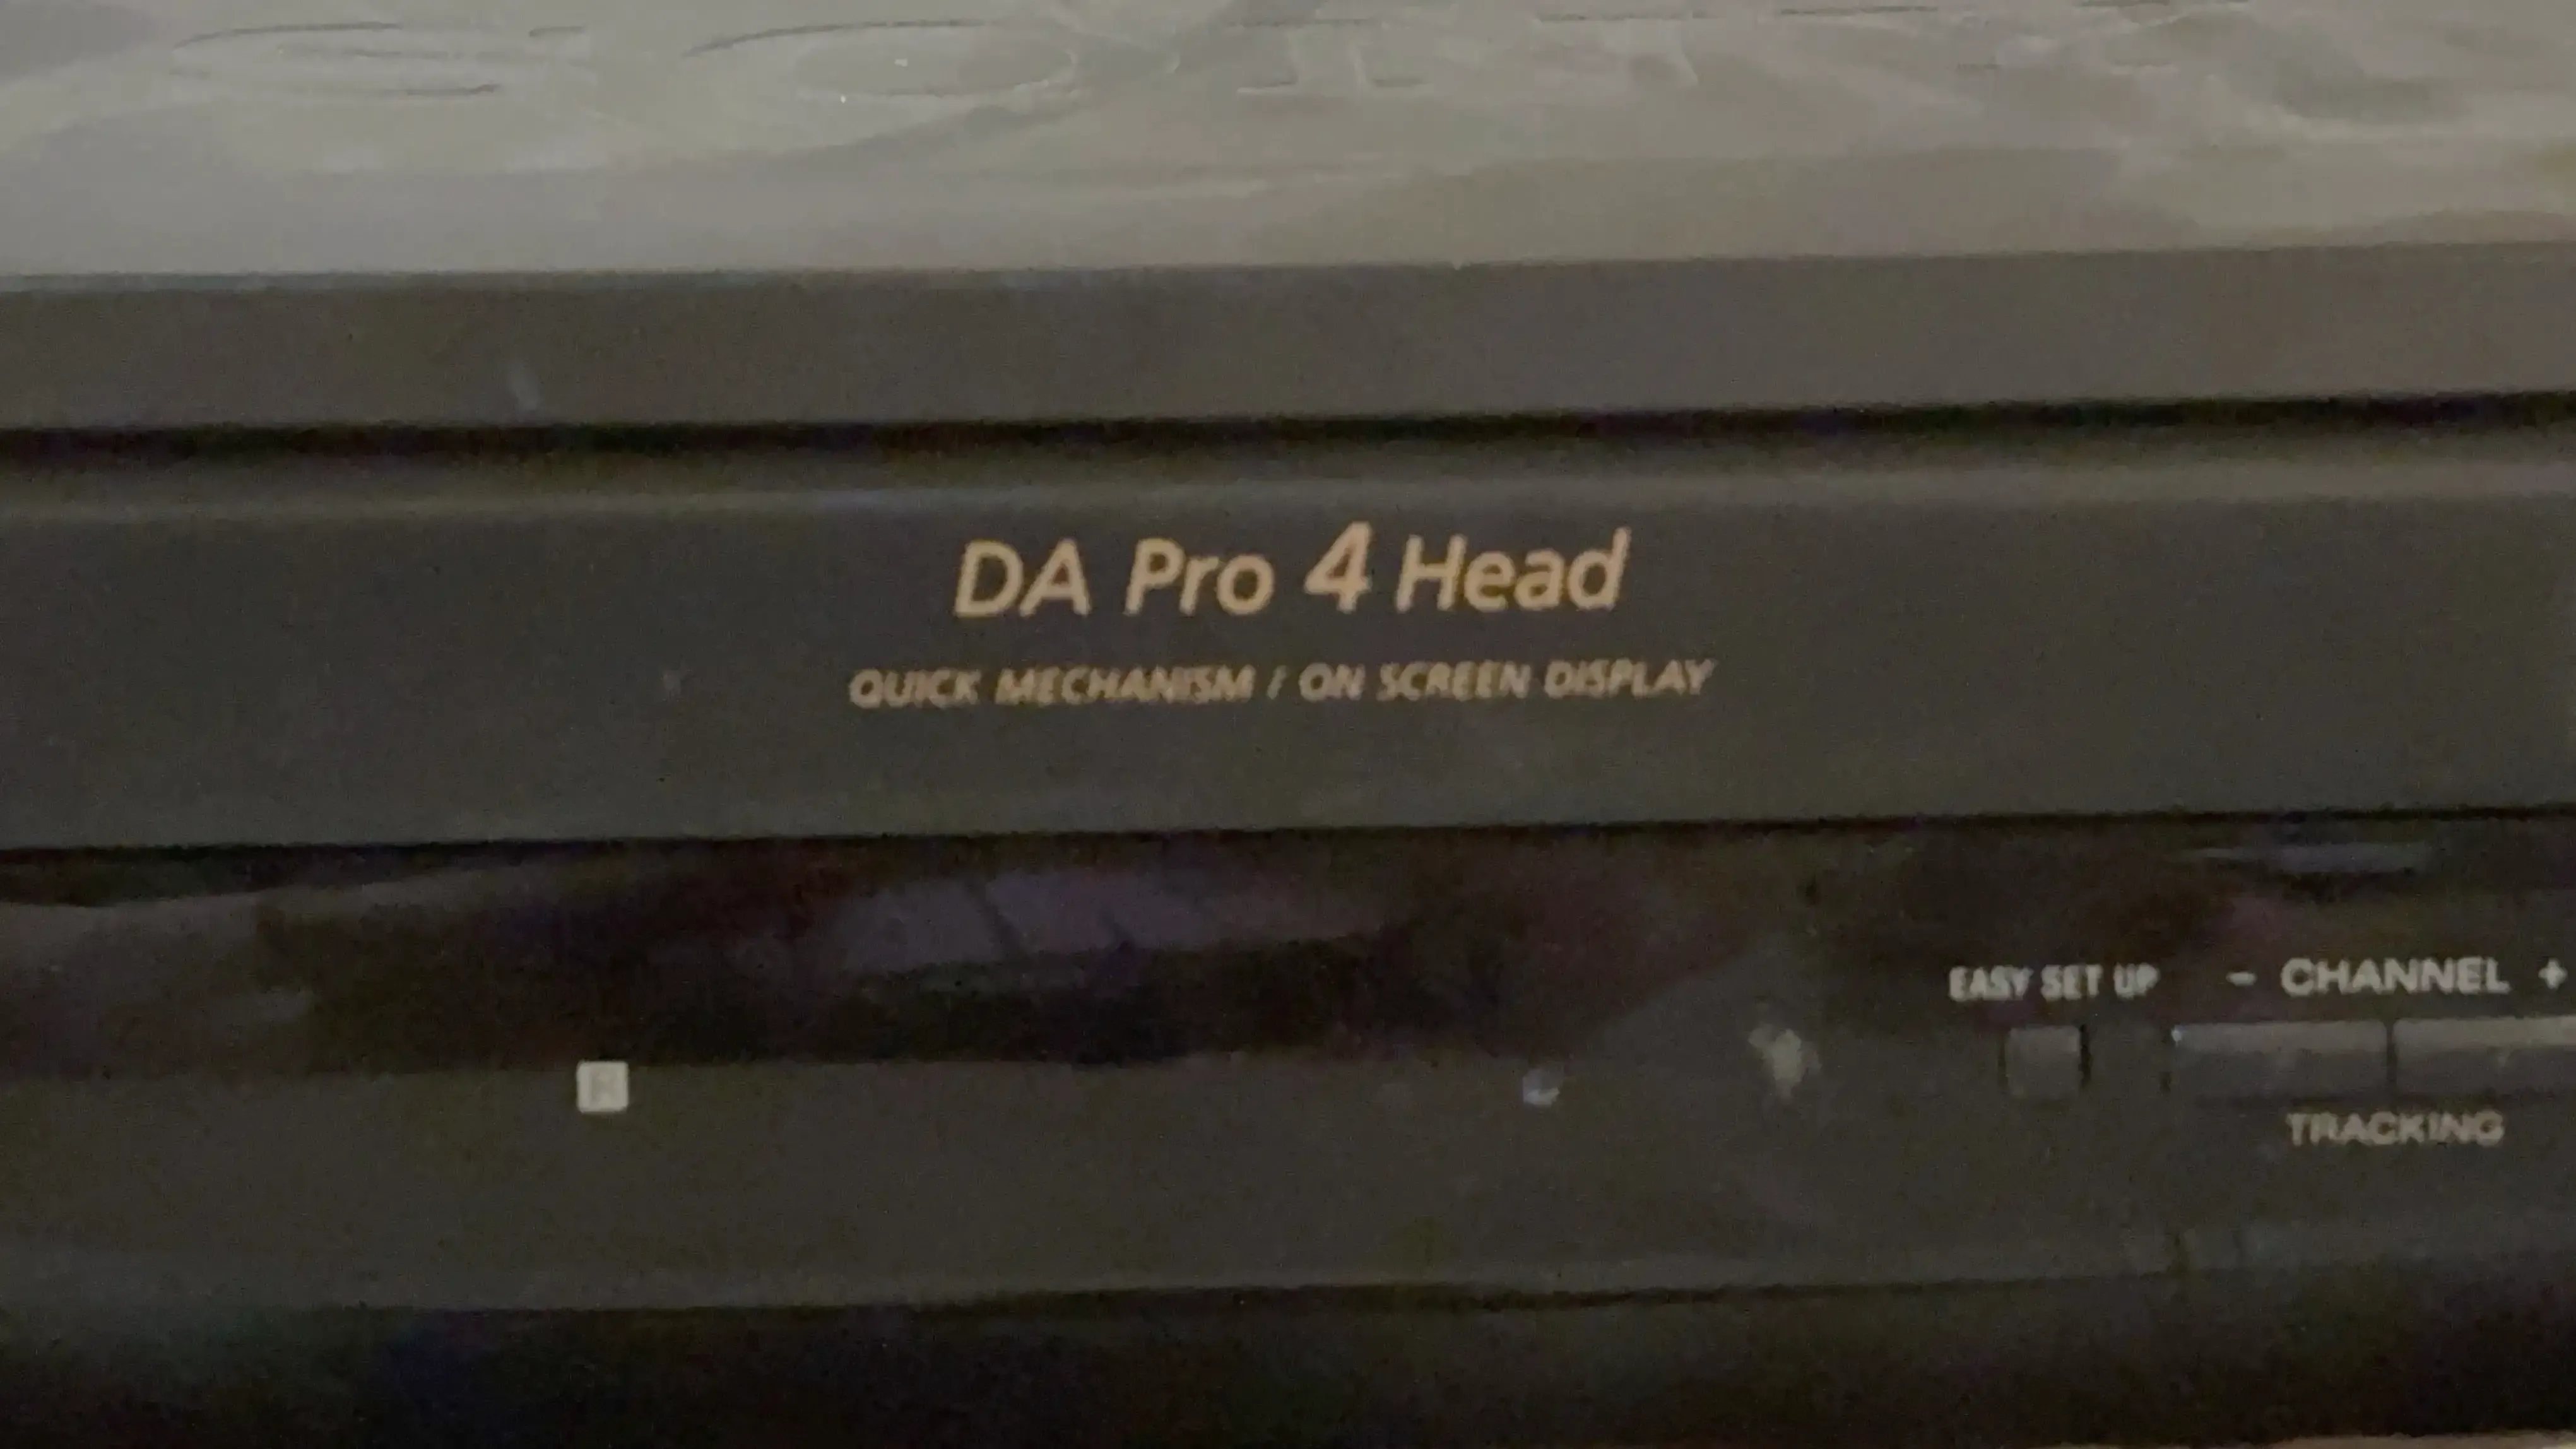 DA Pro 4 Head
QUICK MECHANISM / ON SCREEN DISPLAY
EASY SET UP
- CHANNEL +
TRACKING